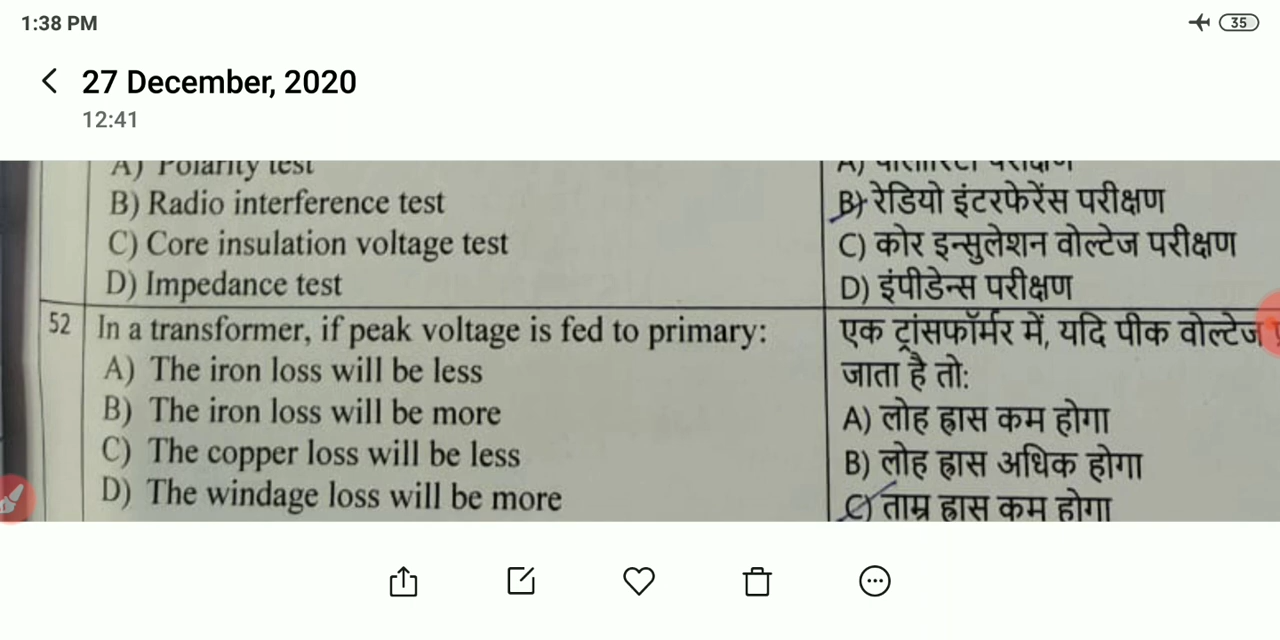 1:38 PM
35
27 December, 2020
12:41
A) Polarity test
B) Radio interference test
C) Core insulation voltage test
D) Impedance test
52 In a transformer, if peak voltage is fed to primary:
A) The iron loss will be less
B) The iron loss will be more
C) The copper loss will be less
D) The windage loss will be more
B) रेडियो इंटरफेरेंस परीक्षण
C) कोर इन्सुलेशन वोल्टेज परीक्षण
D) इंपीडेन्स परीक्षण
एक ट्रांसफॉर्मर में, यदि पीक वोल्टेज
जाता है तो:
A) लोह ह्रास कम होगा
B) लोह ह्रास अधिक होगा
C) ताम्र ह्रास कम होगा